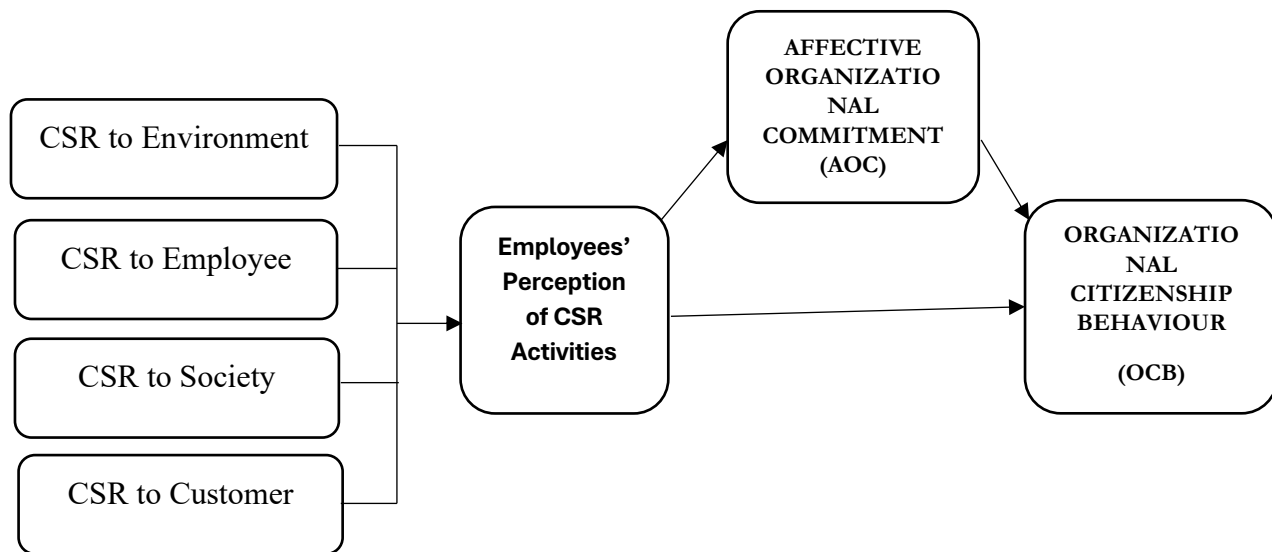 CSR to Environment
CSR to Employee
CSR to Society
CSR to Customer
Employees’
Perception
of CSR
Activities
AFFECTIVE
ORGANIZATIO
NAL
COMMITMENT
(AOC)
ORGANIZATIO
NAL
CITIZENSHIP
BEHAVIOUR
(OCB)